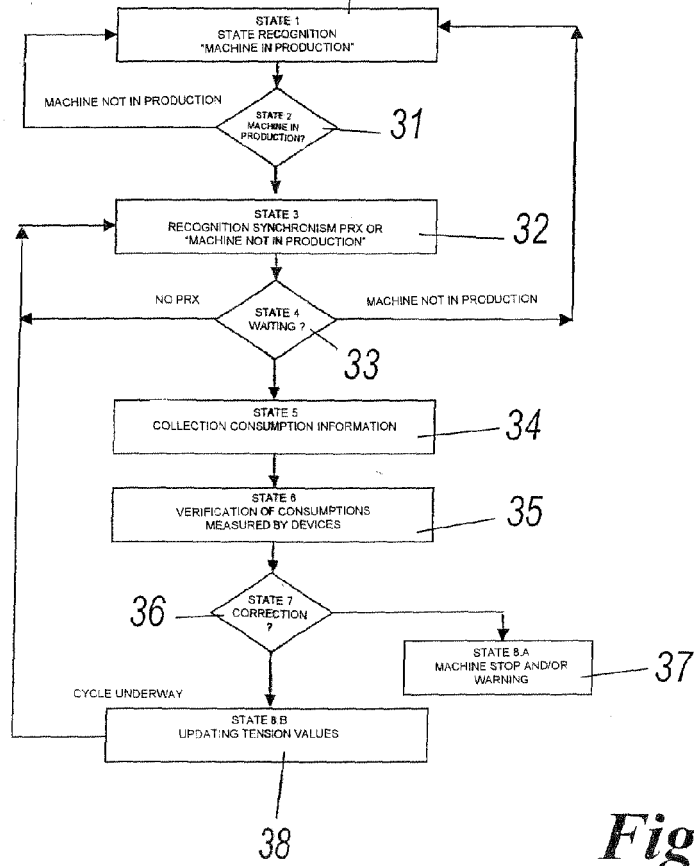 STATE 1
STATE RECOGNITION
"MACHINE IN PRODUCTION"
MACHINE NOT IN PRODUCTION
STATE 2
MACHINE IN
PRODUCTION?
31
STATE 3
RECOGNITION SYNCHRONISM PRX OR
"MACHINE NOT IN PRODUCTION"
32
NO PRX
STATE 4
WAITING ?
MACHINE NOT IN PRODUCTION
33
STATE 5
COLLECTION CONSUMPTION INFORMATION
34
STATE 6
VERIFICATION OF CONSUMPTIONS
MEASURED BY DEVICES
35
36
STATE 7
CORRECTION
?
STATE 8.A
MACHINE STOP AND/OR
WARNING
37
CYCLE UNDERWAY
STATE 8.B
UPDATING TENSION VALUES
38
Fig